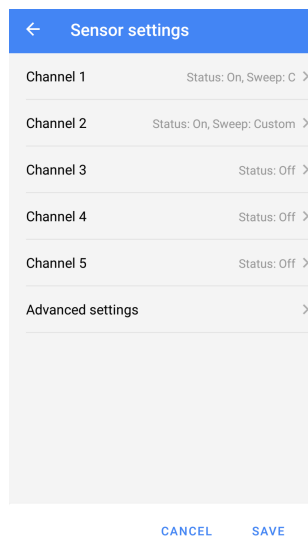 Sensor settings
Channel 1 Status: On, Sweep: C
Channel 2 Status: On, Sweep: Custom
Channel 3 Status: Off
Channel 4 Status: Off
Channel 5 Status: Off
Advanced settings
CANCEL SAVE